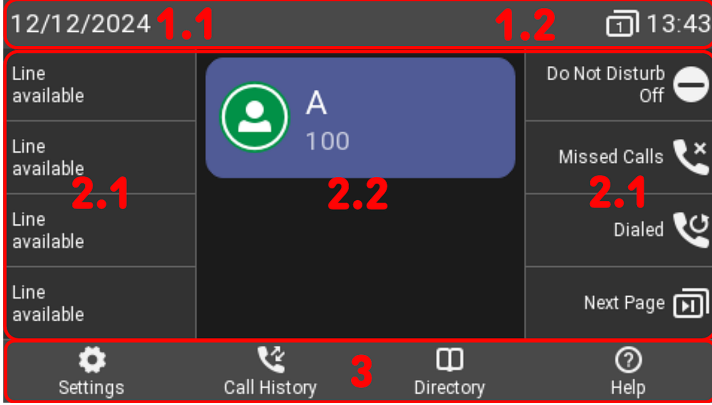 12/12/2024 1.1 1.2 1 13:43
Line
available
A
100
Do Not Disturb
Off
Line
available
Missed Calls
2.1 2.2 2.1
Line
available
Dialed
Line
available
Next Page
Settings Call History 3 Directory Help